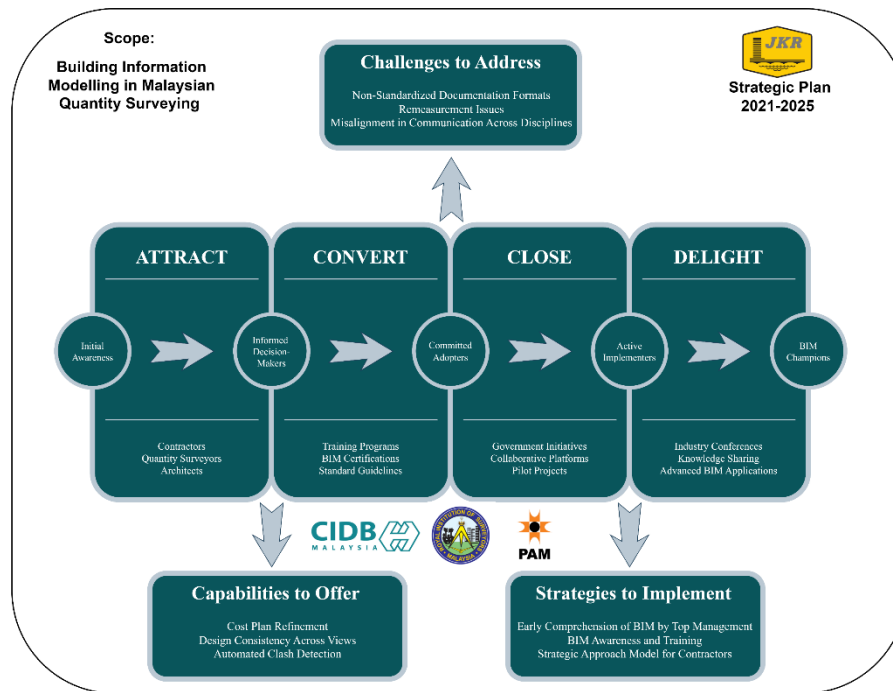 Scope:
Building Information
Modelling in Malaysian
Quantity Surveying
JKR
Strategic Plan
2021-2025
Challenges to Address
Non-Standardized Documentation Formats
Remeasurement Issues
Misalignment in Communication Across Disciplines
ATTRACT
CONVERT
CLOSE
DELIGHT
Initial
Awareness
Informed
Decision-
Makers
Committed
Adopters
Active
Implementers
BIM
Champions
Contractors
Quantity Surveyors
Architects
Training Programs
BIM Certifications
Standard Guidelines
Government Initiatives
Collaborative Platforms
Pilot Projects
Industry Conferences
Knowledge Sharing
Advanced BIM Applications
CIDB
MALAYSIA
INSTITUTION OF SURVEYORS
MALAYSIA
PAM
Capabilities to Offer
Cost Plan Refinement
Design Consistency Across Views
Automated Clash Detection
Strategies to Implement
Early Comprehension of BIM by Top Management
BIM Awareness and Training
Strategic Approach Model for Contractors